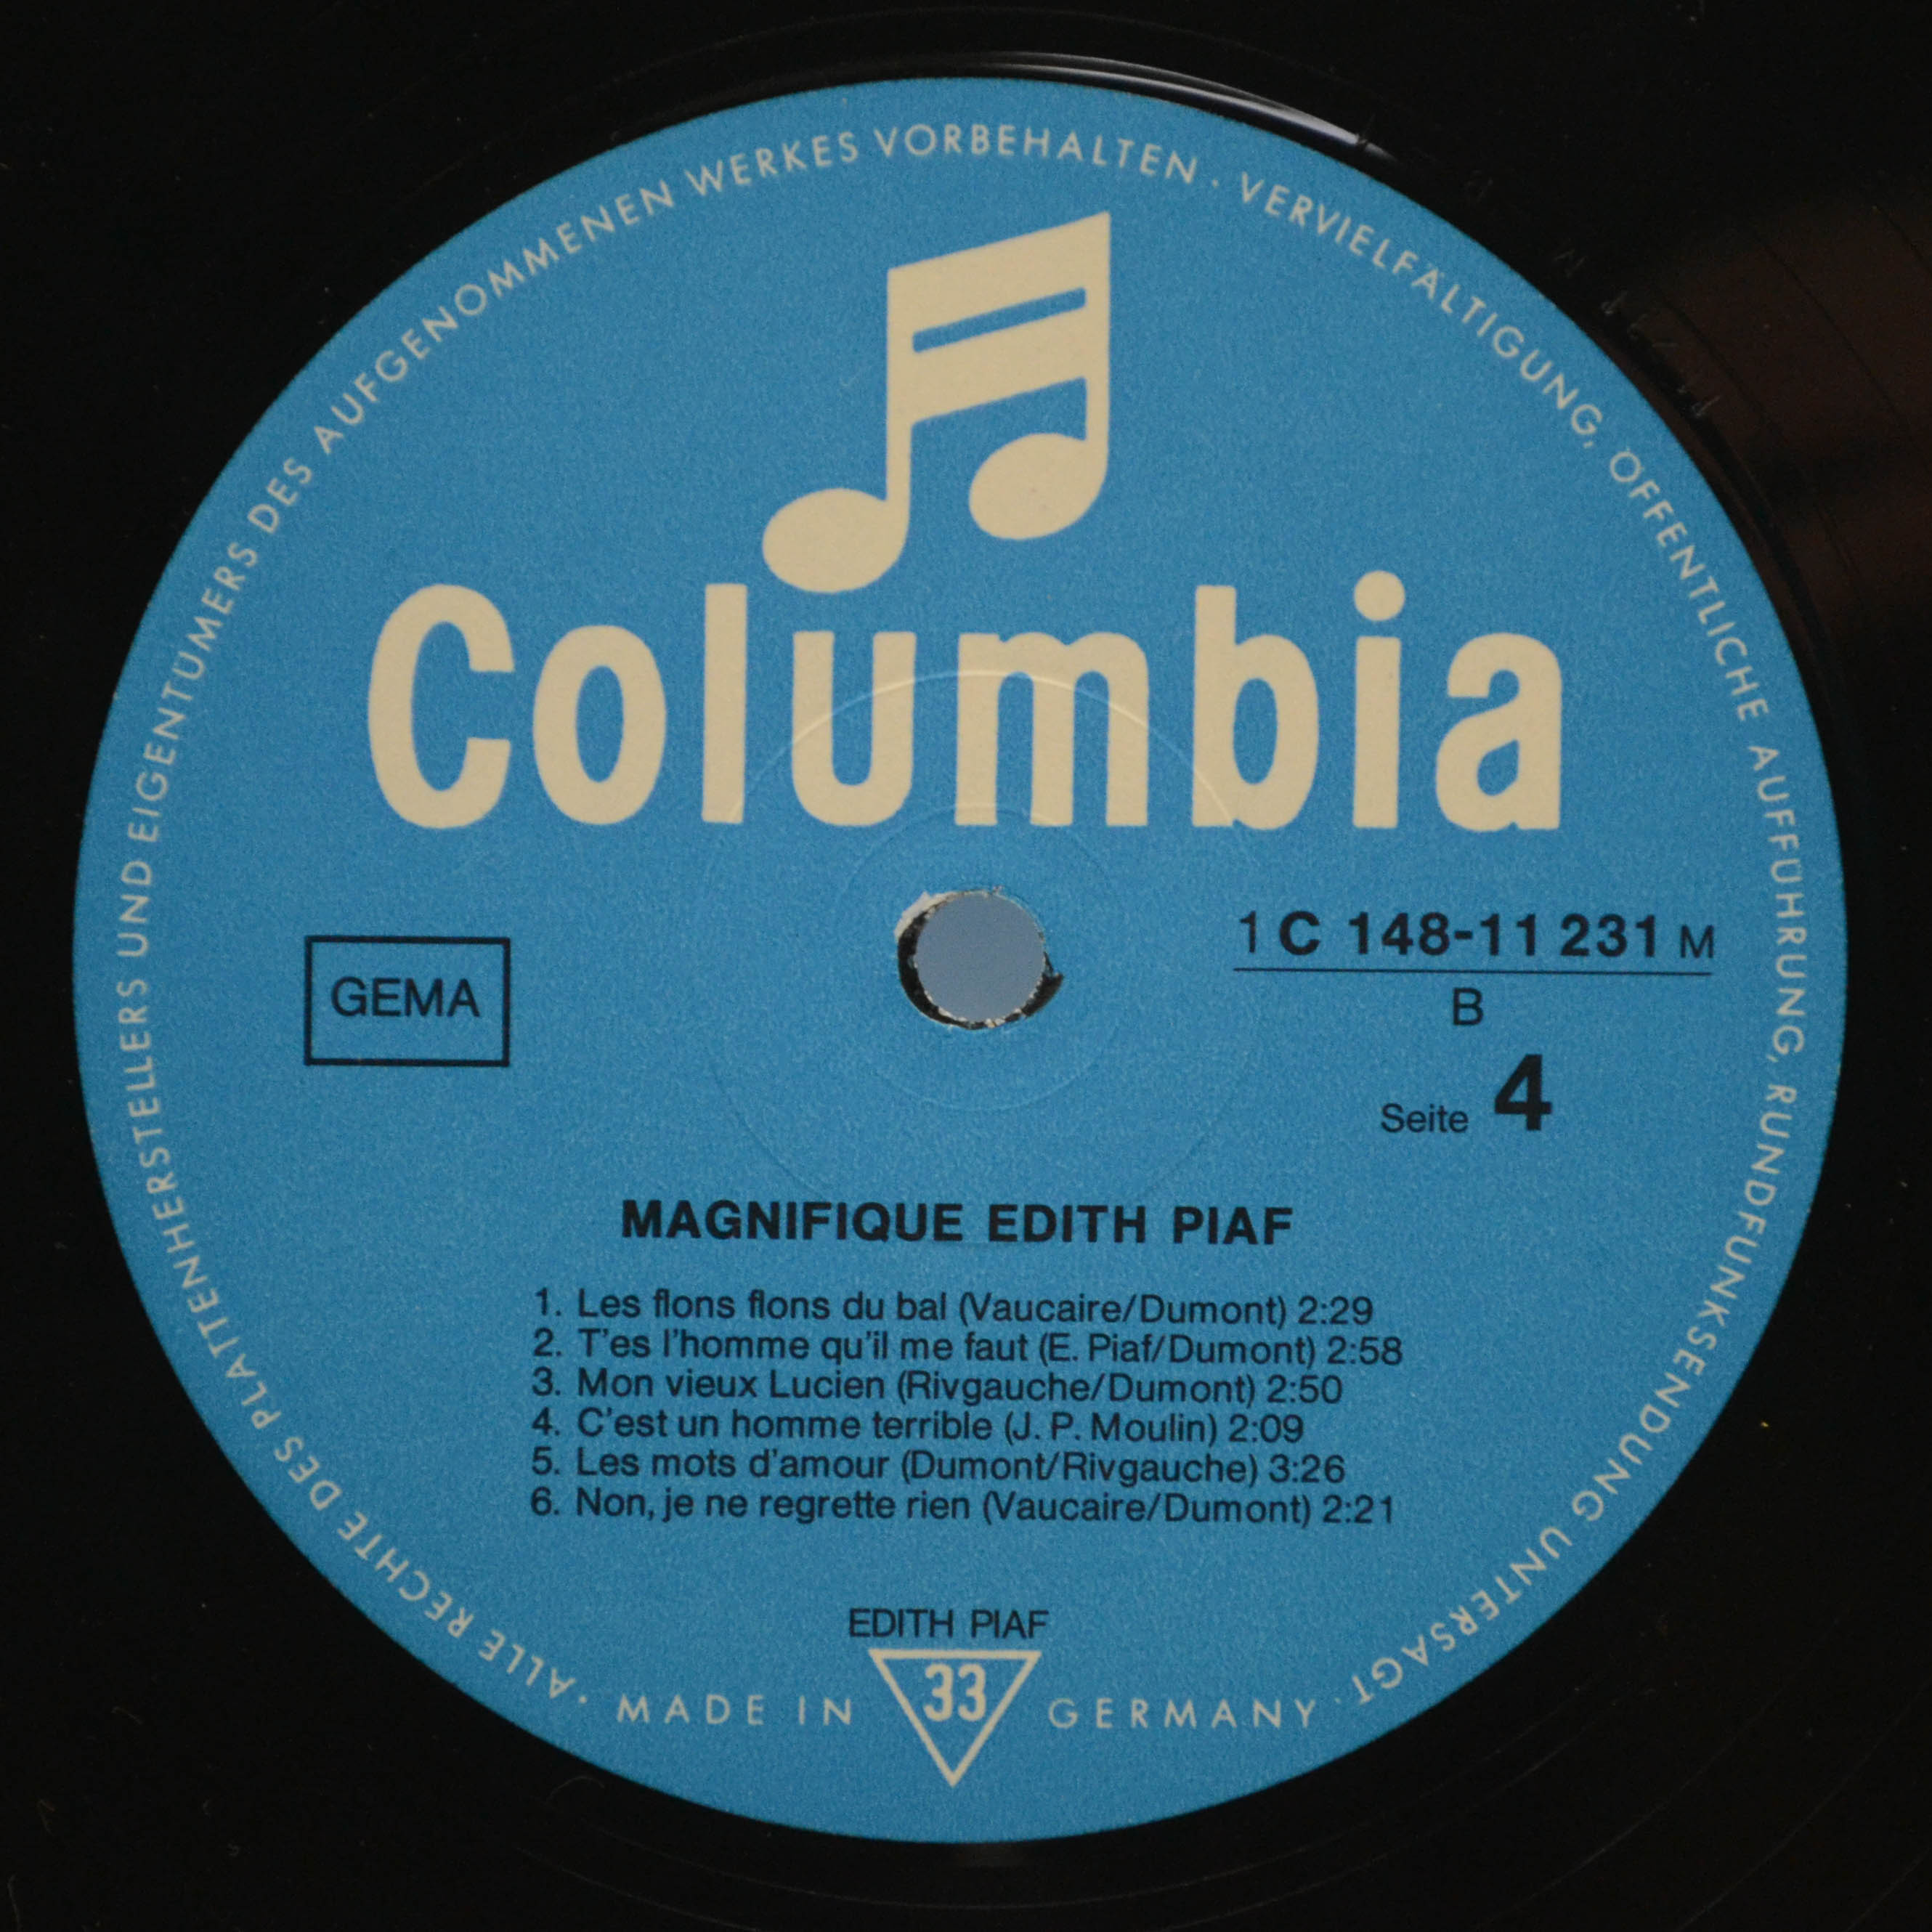 ALLE RECHTE DES PLATTENHERSTELLERS UND EIGENTÜMERS DES AUFGENOMMENEN WERKES VORBEHALTEN · VERVIELFÄLTIGUNG, ÖFFENTLICHE AUFFÜHRUNG, RUNDFUNKSENDUNG UNTERSAGT ·
Columbia
GEMA
1 C 148-11 231 M
B
Seite 4
MAGNIFIQUE EDITH PIAF
1. Les flons flons du bal (Vaucaire/Dumont) 2:29
2. T'es l'homme qu'il me faut (E. Piaf/Dumont) 2:58
3. Mon vieux Lucien (Rivgauche/Dumont) 2:50
4. C'est un homme terrible (J. P. Moulin) 2:09
5. Les mots d'amour (Dumont/Rivgauche) 3:26
6. Non, je ne regrette rien (Vaucaire/Dumont) 2:21
EDITH PIAF
33
· MADE IN GERMANY ·